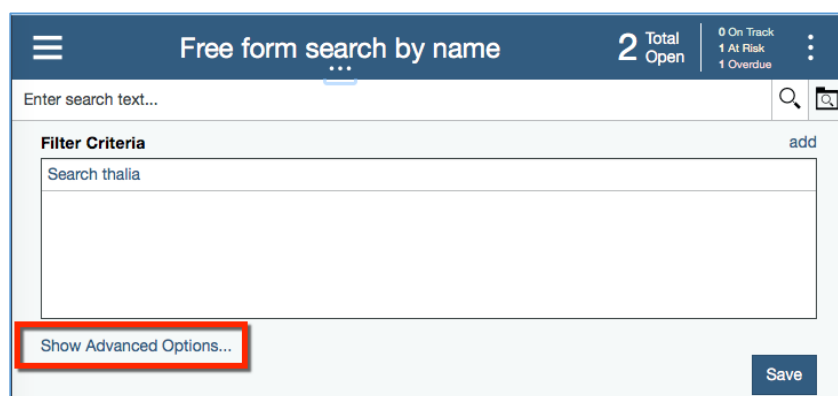 Free form search by name
2 Total Open
0 On Track
1 At Risk
1 Overdue
Enter search text...
Filter Criteria
add
Search thalia
Show Advanced Options...
Save